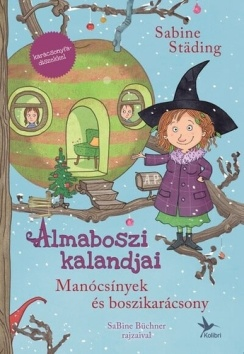 Sabine
Städing
karácsonyfa-
díszekkel
Almaboszi
kalandjai
Manócsínyek
és boszikarácsony
SaBine Büchner
rajzaival
Kolibri